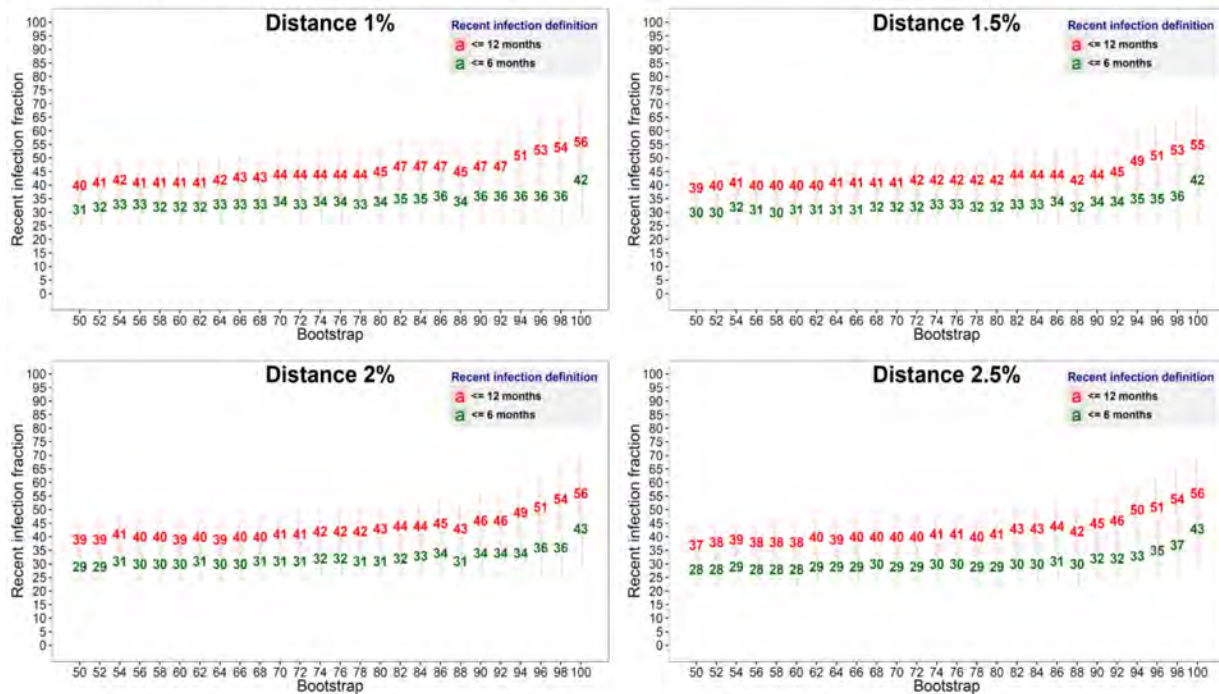 Distance 1%
Recent infection definition
a <= 12 months
a <= 6 months
Recent infection fraction
100
95
90
85
80
75
70
65
60
55
50
45
40
35
30
25
20
15
10
5
0
40 41 42 41 41 41 41 42 43 43 44 44 44 44 44 45 47 47 47 45 47 47 51 53 54 56
31 32 33 33 32 32 32 33 33 33 34 33 34 34 33 34 35 35 36 34 36 36 36 36 36 42
50 52 54 56 58 60 62 64 66 68 70 72 74 76 78 80 82 84 86 88 90 92 94 96 98 100
Bootstrap
Distance 1.5%
Recent infection definition
a <= 12 months
a <= 6 months
Recent infection fraction
100
95
90
85
80
75
70
65
60
55
50
45
40
35
30
25
20
15
10
5
0
39 40 41 40 40 40 40 41 41 41 41 42 42 42 42 42 44 44 44 42 44 45 49 51 53 55
30 30 32 31 30 31 31 31 31 32 32 32 33 33 32 32 33 33 34 32 34 34 35 35 36 42
50 52 54 56 58 60 62 64 66 68 70 72 74 76 78 80 82 84 86 88 90 92 94 96 98 100
Bootstrap
Distance 2%
Recent infection definition
a <= 12 months
a <= 6 months
Recent infection fraction
100
95
90
85
80
75
70
65
60
55
50
45
40
35
30
25
20
15
10
5
0
39 39 41 40 40 39 40 39 40 40 41 41 42 42 42 43 44 44 45 43 46 46 49 51 54 56
29 29 31 30 30 30 31 30 30 31 31 31 32 32 31 31 32 33 34 31 34 34 34 36 36 43
50 52 54 56 58 60 62 64 66 68 70 72 74 76 78 80 82 84 86 88 90 92 94 96 98 100
Bootstrap
Distance 2.5%
Recent infection definition
a <= 12 months
a <= 6 months
Recent infection fraction
100
95
90
85
80
75
70
65
60
55
50
45
40
35
30
25
20
15
10
5
0
37 38 39 38 38 38 40 39 40 40 40 40 41 41 40 41 43 43 44 42 45 46 50 51 54 56
28 28 29 28 28 28 29 29 29 30 29 29 30 30 29 29 30 30 31 30 32 32 33 35 37 43
50 52 54 56 58 60 62 64 66 68 70 72 74 76 78 80 82 84 86 88 90 92 94 96 98 100
Bootstrap